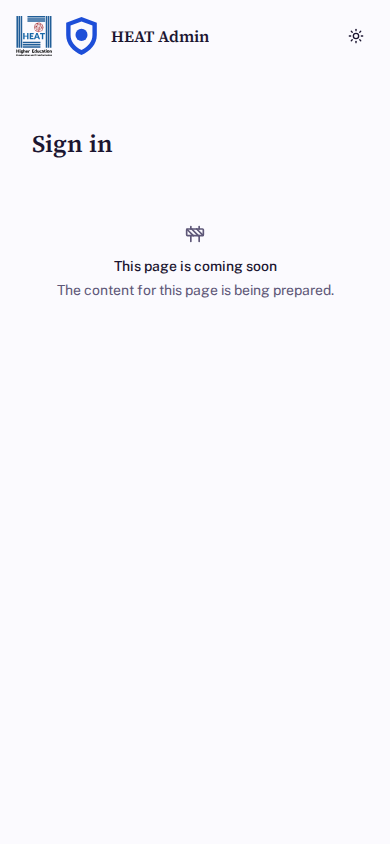 HEAT
Higher Education
HEAT Admin
Sign in
This page is coming soon
The content for this page is being prepared.